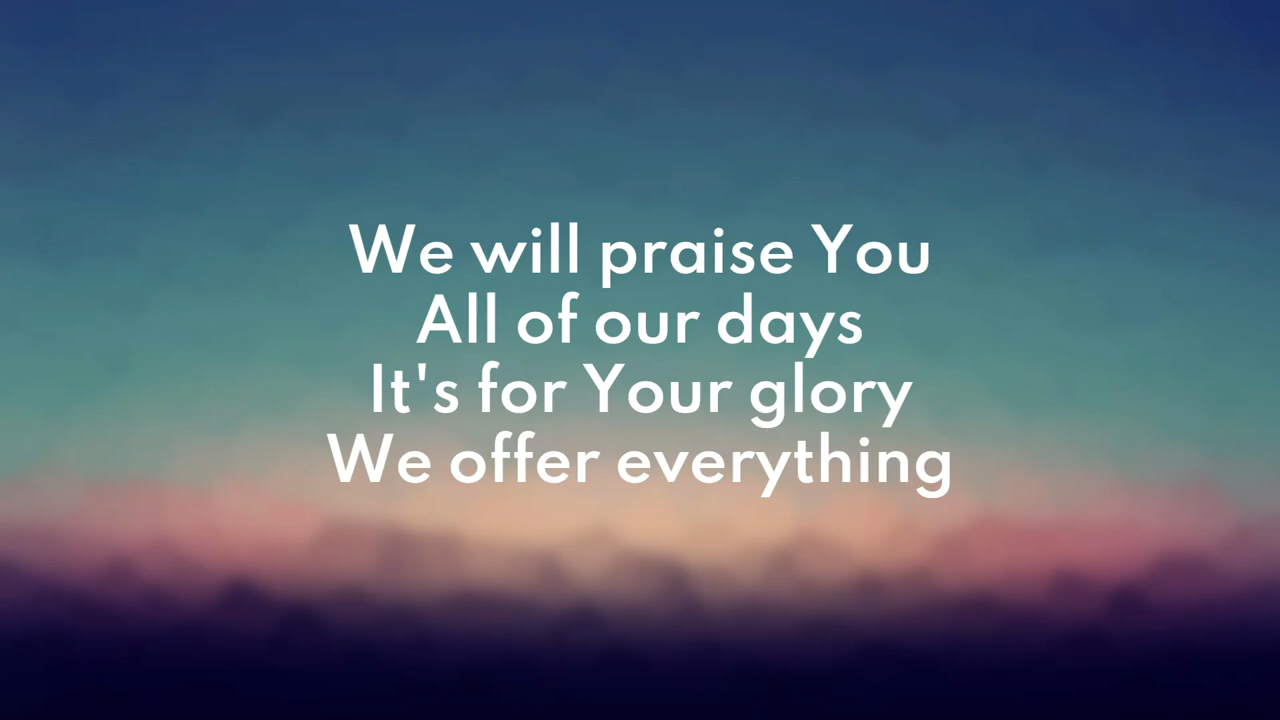 We will praise You
All of our days
It's for Your glory
We offer everything